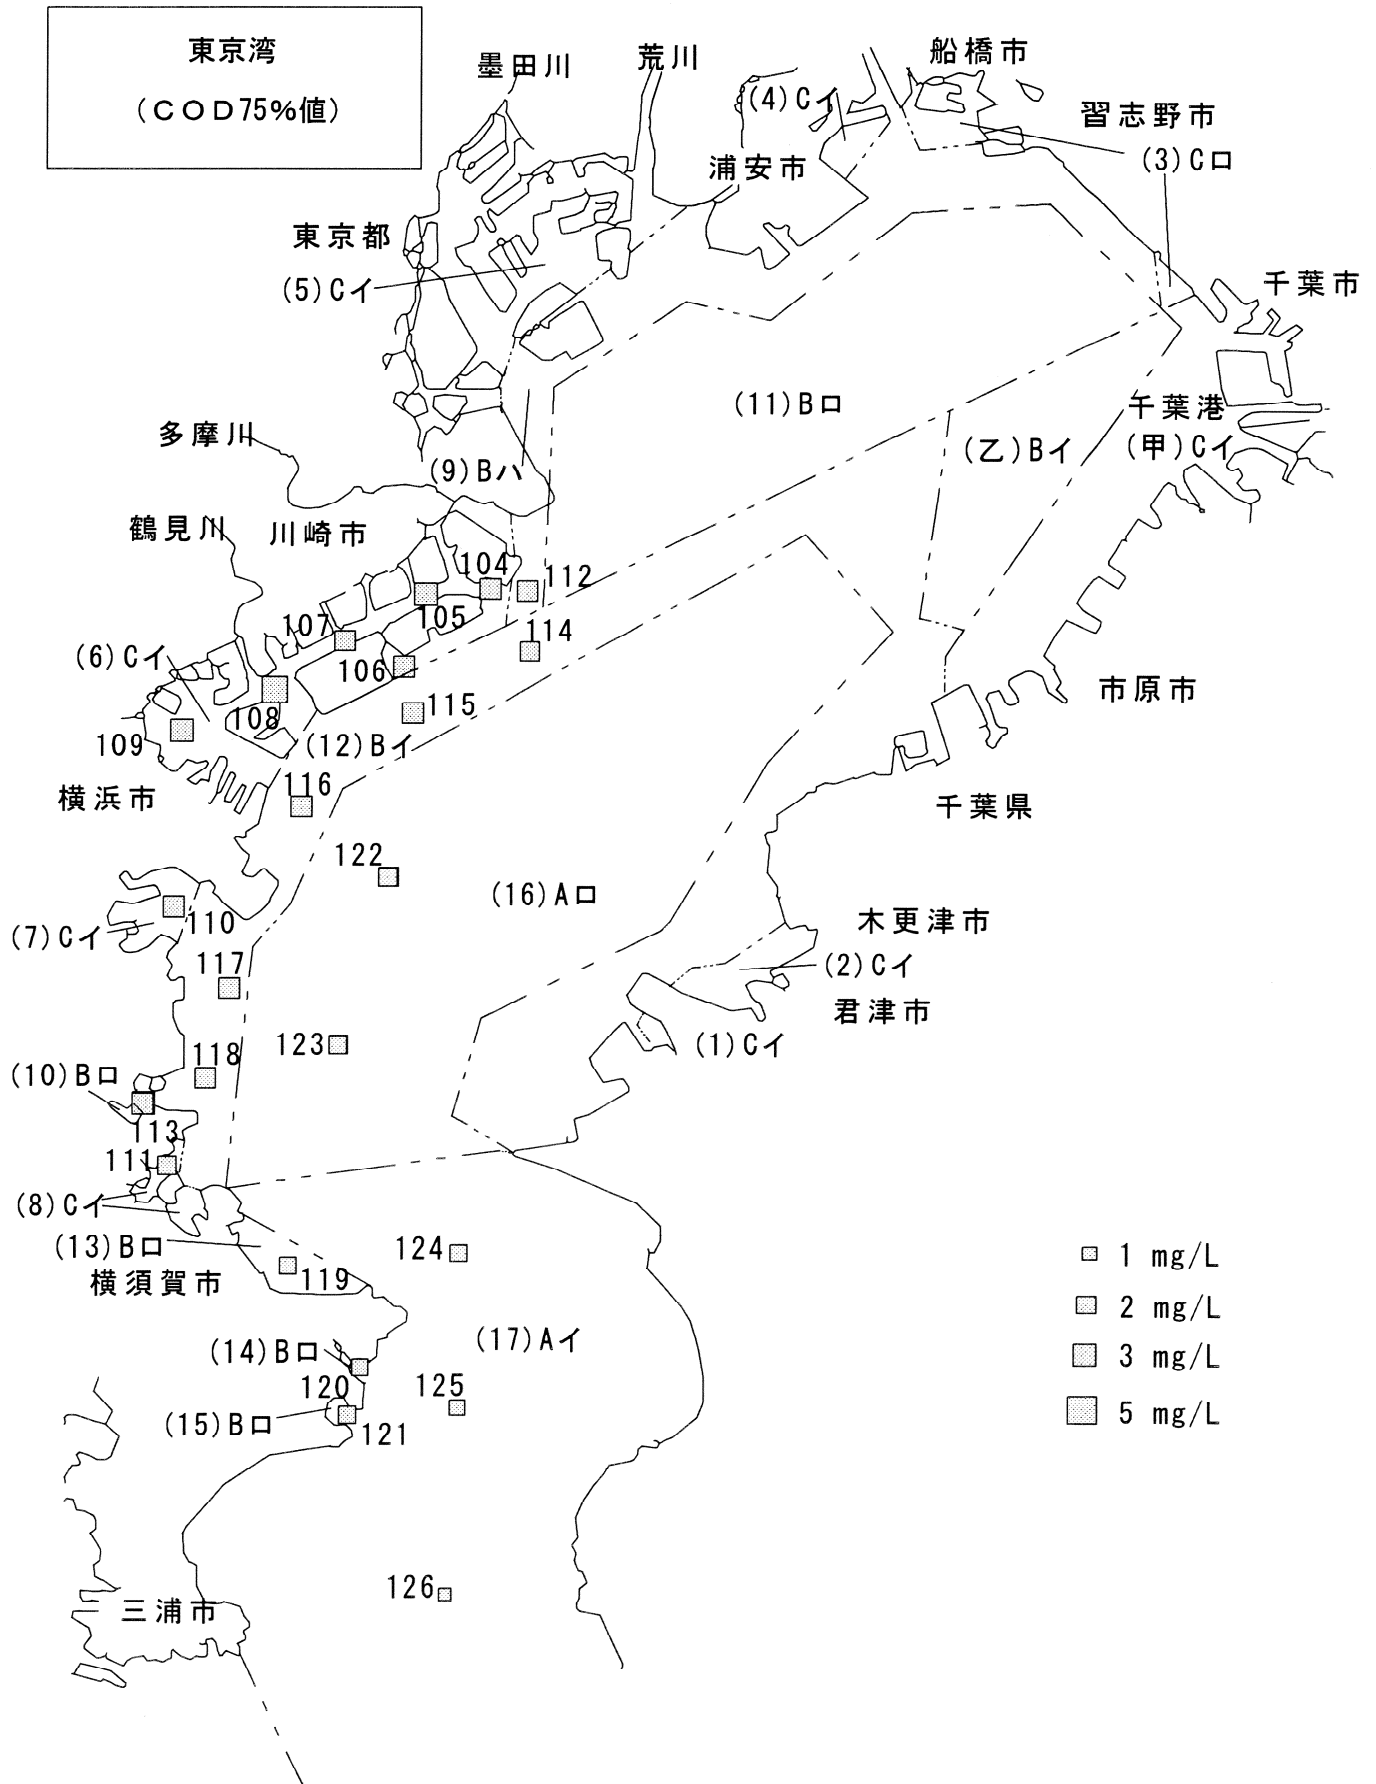 東京湾
(ＣＯＤ75%値)
墨田川
荒川
船橋市
(4)Cイ
習志野市
(3)Cロ
浦安市
東京都
(5)Cイ
千葉市
(11)Bロ
千葉港
(甲)Cイ
(乙)Bイ
多摩川
(9)Bハ
鶴見川
川崎市
104
112
105
107
114
106
(6)Cイ
108
115
109
(12)Bイ
市原市
116
横浜市
千葉県
122
(16)Aロ
110
(7)Cイ
木更津市
117
(2)Cイ
君津市
123
(1)Cイ
118
(10)Bロ
113
111
(8)Cイ
(13)Bロ
124
横須賀市
119
1 mg/L
2 mg/L
3 mg/L
5 mg/L
(14)Bロ
(17)Aイ
120
125
(15)Bロ
121
126
三浦市